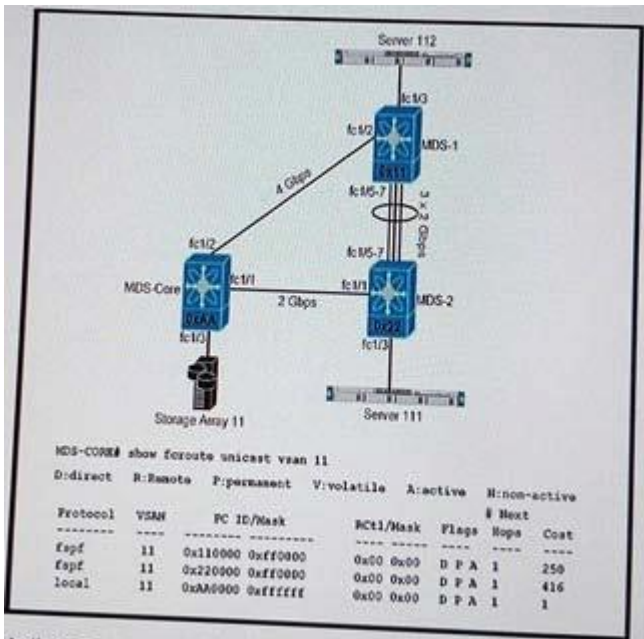 Server 112
fc1/3
fc1/2
MDS-1
0x11
4 Gbps
fc1/5-7
3 x 2 Gbps
fc1/2
fc1/5-7
fc1/1
fc1/1
MDS-Core
MDS-2
0xAA
2 Gbps
0x22
fc1/3
fc1/3
Storage Array 11
Server 111
MDS-CORE# show fcroute unicast vsan 11
D:direct R:Remote P:permanent V:volatile A:active N:non-active
# Next
Protocol VSAN FC ID/Mask RCtl/Mask Flags Hops Cost
-------- ---- -------- -------- ---- ---- ----- ---- ----
fspf 11 0x110000 0xff0000 0x00 0x00 D P A 1 250
fspf 11 0x220000 0xff0000 0x00 0x00 D P A 1 416
local 11 0xAA0000 0xffffff 0x00 0x00 D P A 1 1